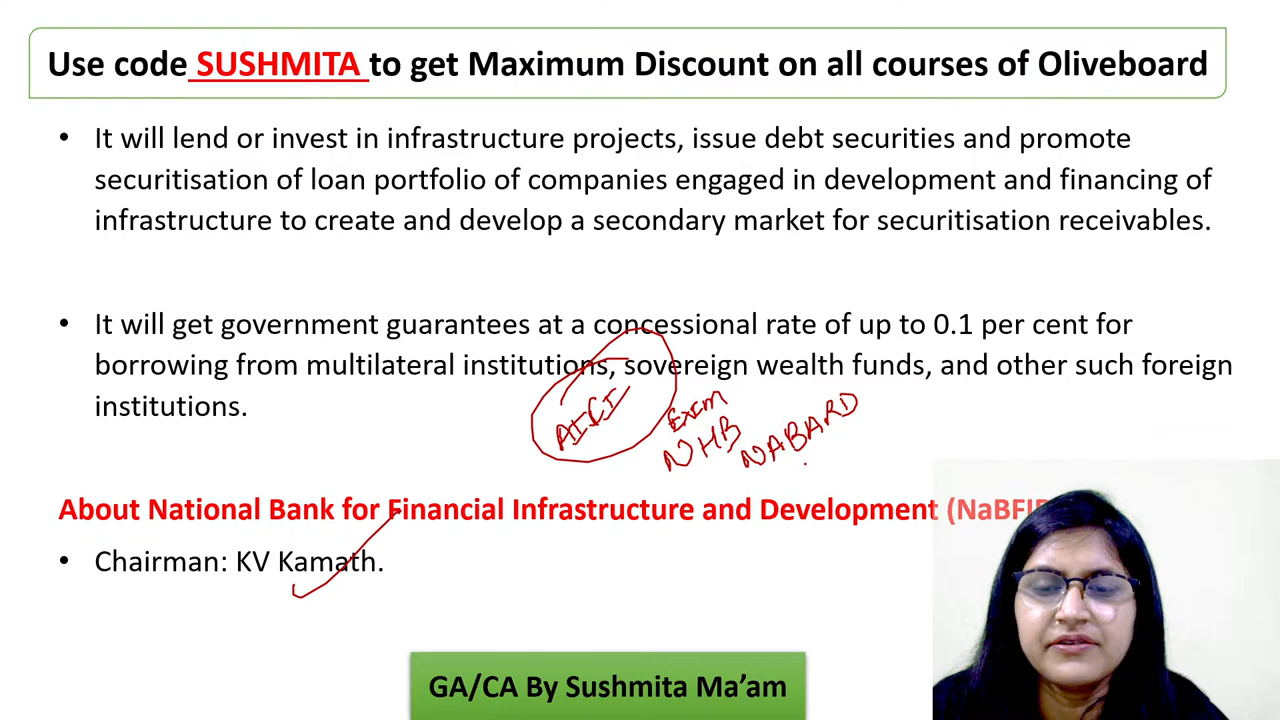 Use code SUSHMITA to get Maximum Discount on all courses of Oliveboard
• It will lend or invest in infrastructure projects, issue debt securities and promote
securitisation of loan portfolio of companies engaged in development and financing of
infrastructure to create and develop a secondary market for securitisation receivables.
• It will get government guarantees at a concessional rate of up to 0.1 per cent for
borrowing from multilateral institutions, sovereign wealth funds, and other such foreign
institutions.
AIFI
Exim
NHB
NABARD
About National Bank for Financial Infrastructure and Development (NaBFI
• Chairman: KV Kamath.
GA/CA By Sushmita Ma’am